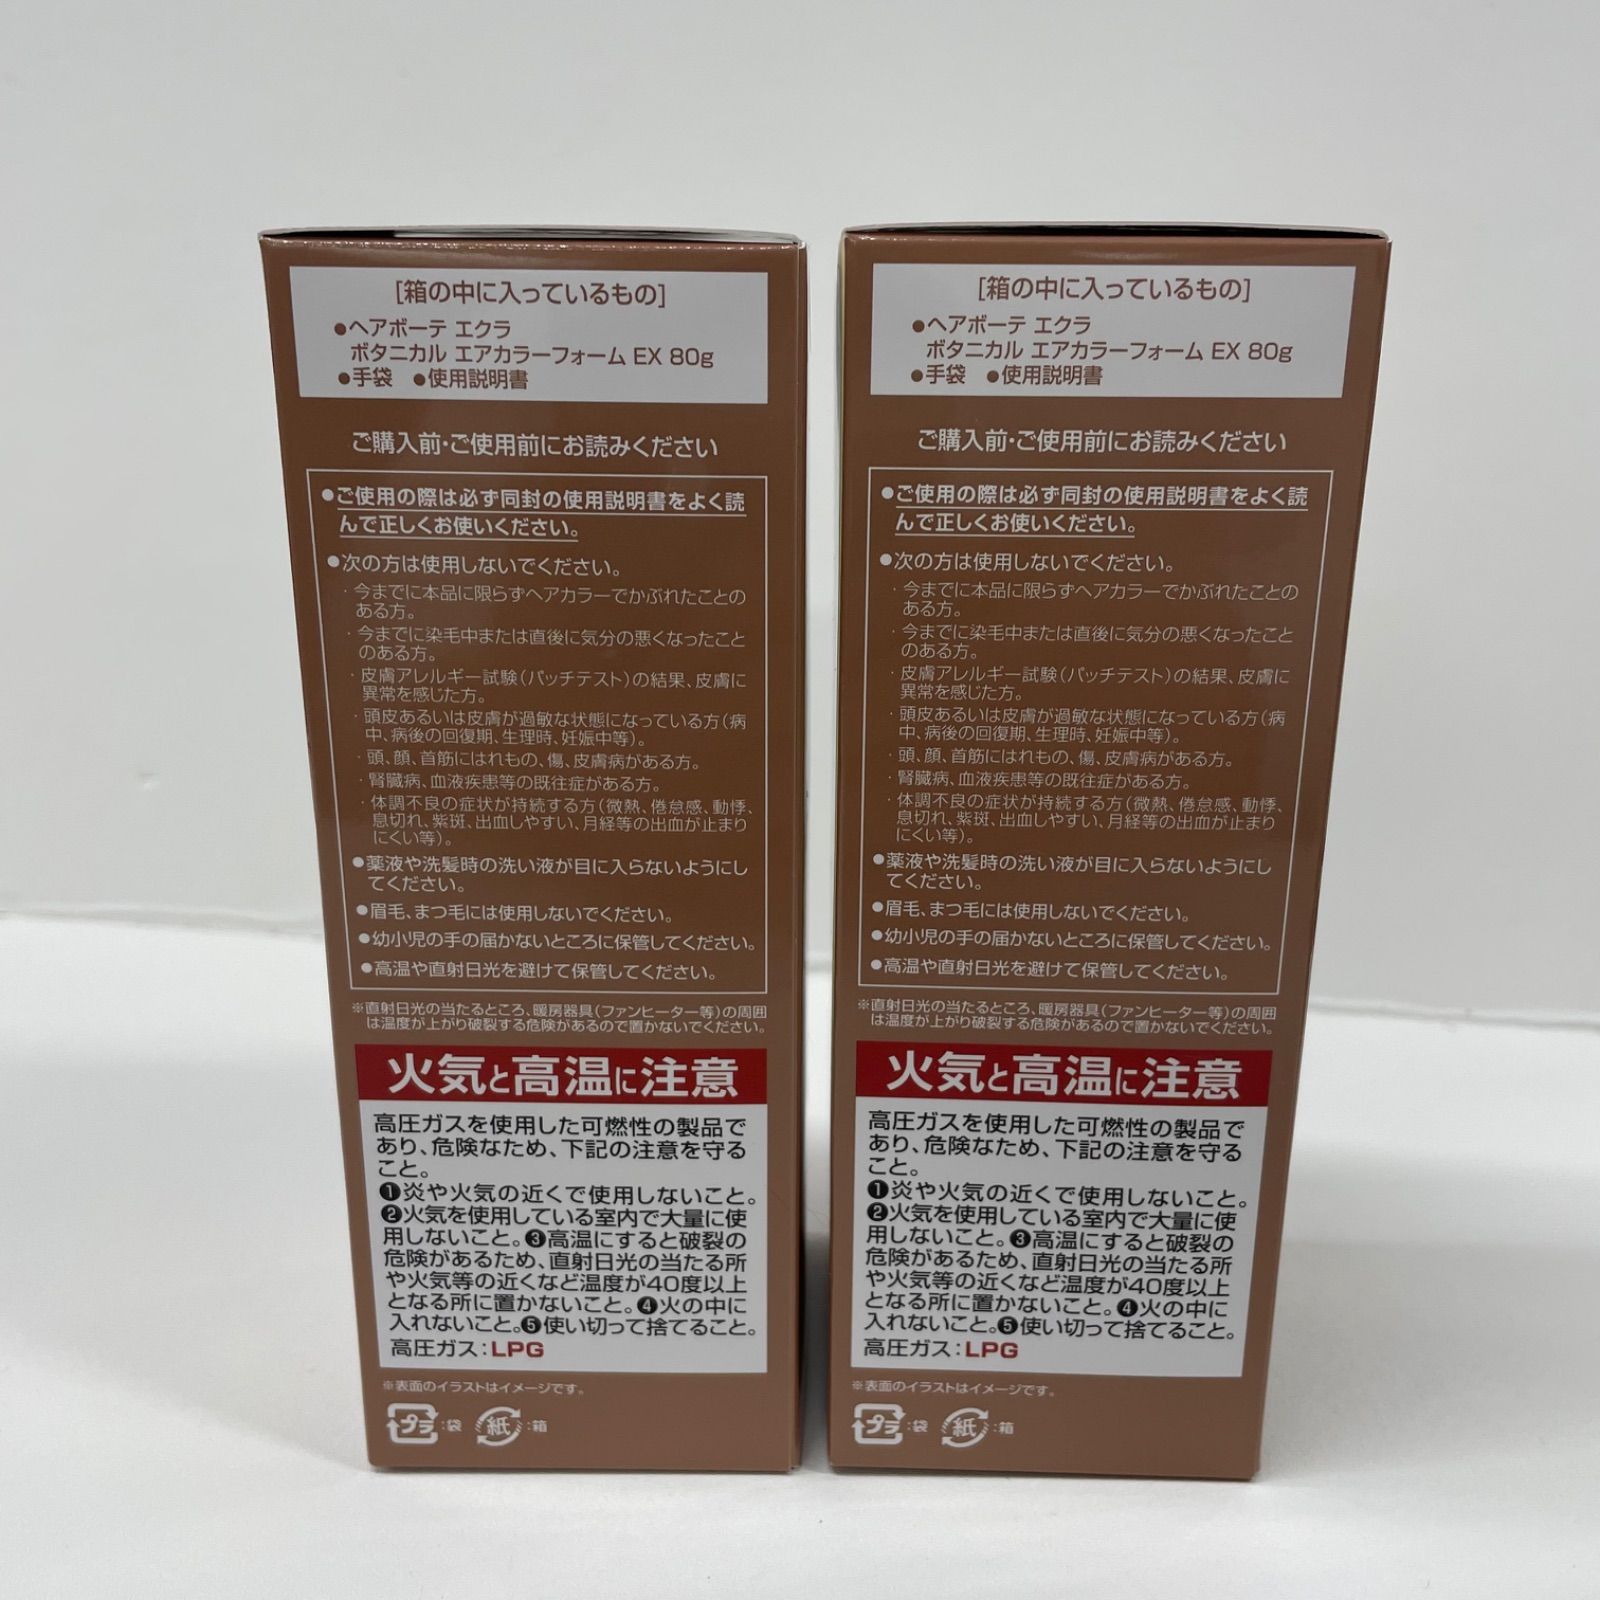 [箱の中に入っているもの]
●ヘアボーテ エクラ
ボタニカル エアカラーフォーム EX 80g
●手袋 ●使用説明書
ご購入前・ご使用前にお読みください
●ご使用の際は必ず同封の使用説明書をよく読
んで正しくお使いください。
●次の方は使用しないでください。
・今までに本品に限らずヘアカラーでかぶれたことの
ある方。
・今までに染毛中または直後に気分の悪くなったこと
のある方。
・皮膚アレルギー試験(パッチテスト)の結果、皮膚に
異常を感じた方。
・頭皮あるいは皮膚が過敏な状態になっている方(病
中、病後の回復期、生理時、妊娠中等)。
・頭、顔、首筋にはれもの、傷、皮膚病がある方。
・腎臓病、血液疾患等の既往症がある方。
・体調不良の症状が持続する方(微熱、倦怠感、動悸、
息切れ、紫斑、出血しやすい、月経等の出血が止まり
にくい等)。
●薬液や洗髪時の洗い液が目に入らないようにし
てください。
●眉毛、まつ毛には使用しないでください。
●幼小児の手の届かないところに保管してください。
●高温や直射日光を避けて保管してください。
※直射日光の当たるところ、暖房器具(ファンヒーター等)の周囲
は温度が上がり破裂する危険があるので置かないでください。
火気と高温に注意
高圧ガスを使用した可燃性の製品で
あり、危険なため、下記の注意を守る
こと。
❶炎や火気の近くで使用しないこと。
❷火気を使用している室内で大量に使
用しないこと。❸高温にすると破裂の
危険があるため、直射日光の当たる所
や火気等の近くなど温度が40度以上
となる所に置かないこと。❹火の中に
入れないこと。❺使い切って捨てること。
高圧ガス：LPG
※表面のイラストはイメージです。
プラ：袋 紙：箱
[箱の中に入っているもの]
●ヘアボーテ エクラ
ボタニカル エアカラーフォーム EX 80g
●手袋 ●使用説明書
ご購入前・ご使用前にお読みください
●ご使用の際は必ず同封の使用説明書をよく読
んで正しくお使いください。
●次の方は使用しないでください。
・今までに本品に限らずヘアカラーでかぶれたことの
ある方。
・今までに染毛中または直後に気分の悪くなったこと
のある方。
・皮膚アレルギー試験(パッチテスト)の結果、皮膚に
異常を感じた方。
・頭皮あるいは皮膚が過敏な状態になっている方(病
中、病後の回復期、生理時、妊娠中等)。
・頭、顔、首筋にはれもの、傷、皮膚病がある方。
・腎臓病、血液疾患等の既往症がある方。
・体調不良の症状が持続する方(微熱、倦怠感、動悸、
息切れ、紫斑、出血しやすい、月経等の出血が止まり
にくい等)。
●薬液や洗髪時の洗い液が目に入らないようにし
てください。
●眉毛、まつ毛には使用しないでください。
●幼小児の手の届かないところに保管してください。
●高温や直射日光を避けて保管してください。
※直射日光の当たるところ、暖房器具(ファンヒーター等)の周囲
は温度が上がり破裂する危険があるので置かないでください。
火気と高温に注意
高圧ガスを使用した可燃性の製品で
あり、危険なため、下記の注意を守る
こと。
❶炎や火気の近くで使用しないこと。
❷火気を使用している室内で大量に使
用しないこと。❸高温にすると破裂の
危険があるため、直射日光の当たる所
や火気等の近くなど温度が40度以上
となる所に置かないこと。❹火の中に
入れないこと。❺使い切って捨てること。
高圧ガス：LPG
※表面のイラストはイメージです。
プラ：袋 紙：箱